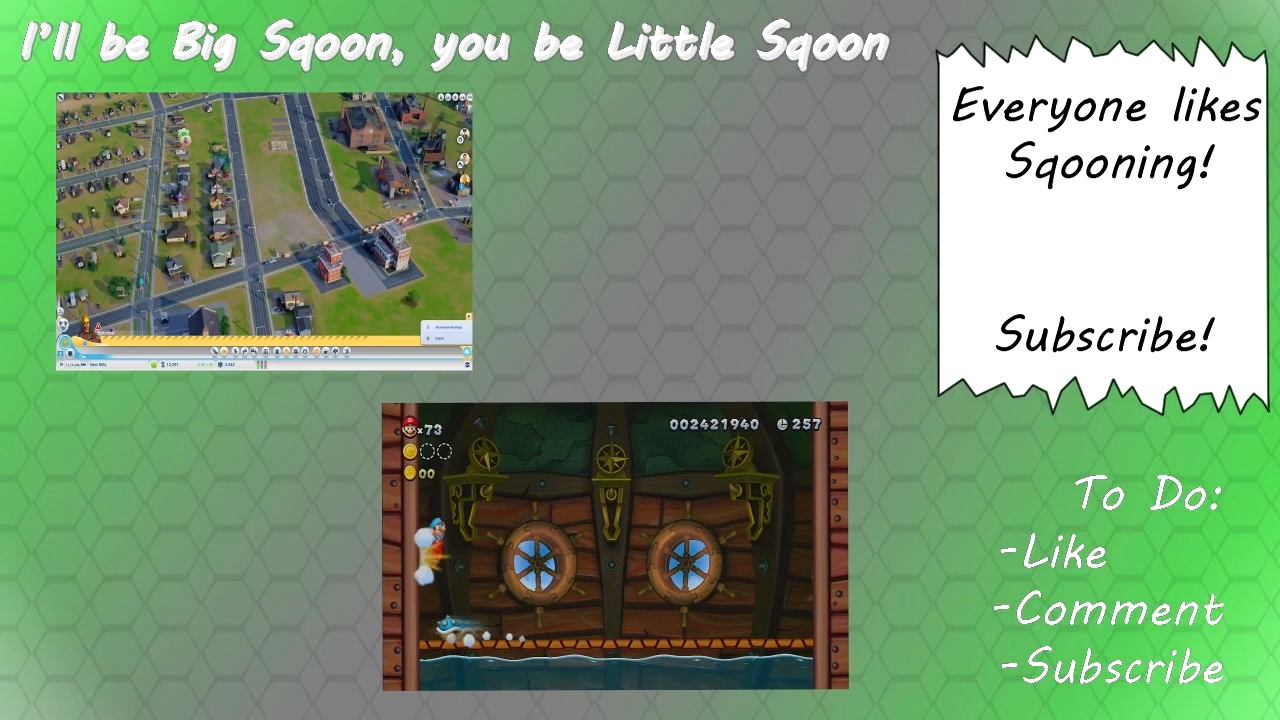 I'll be Big Sqoon, you be Little Sqoon
Everyone likes
Sqooning!
Subscribe!
×73
002421940
257
00
To Do:
-Like
-Comment
-Subscribe